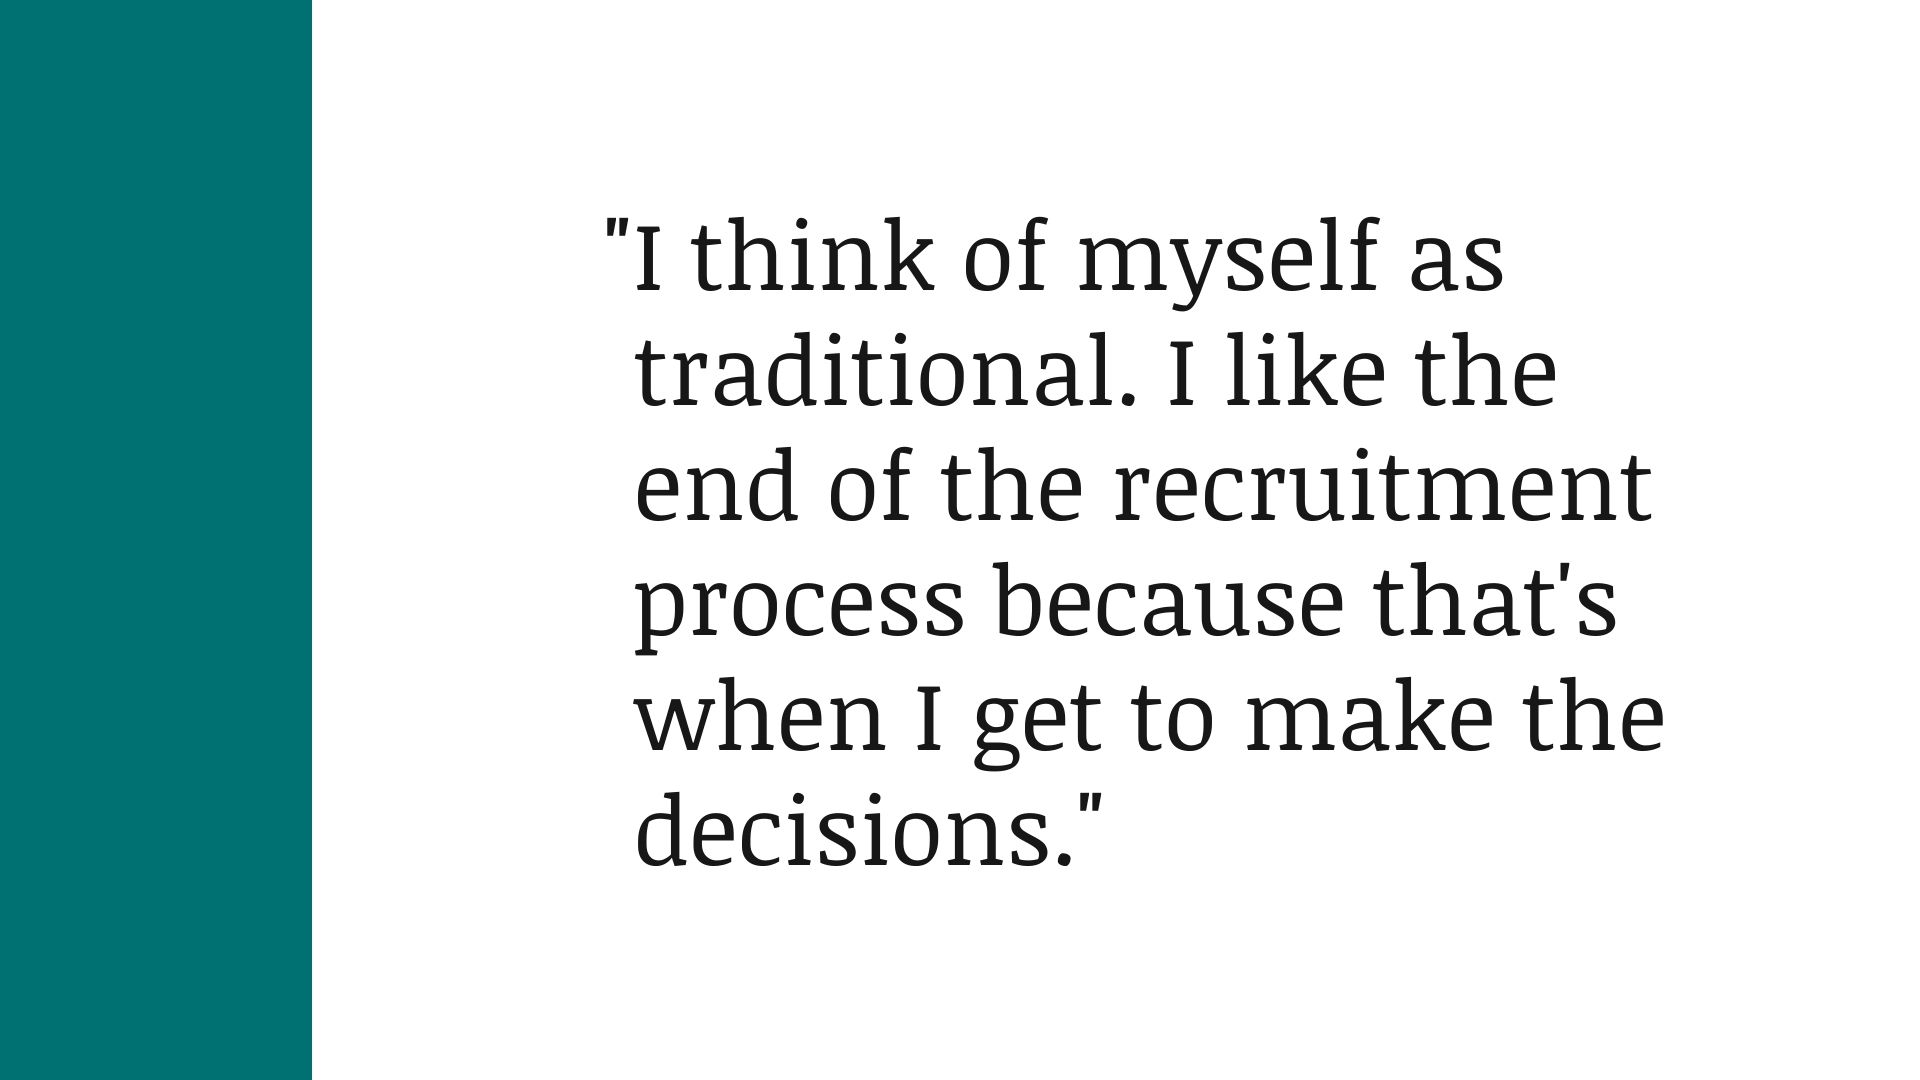 "I think of myself as
traditional. I like the
end of the recruitment
process because that's
when I get to make the
decisions."